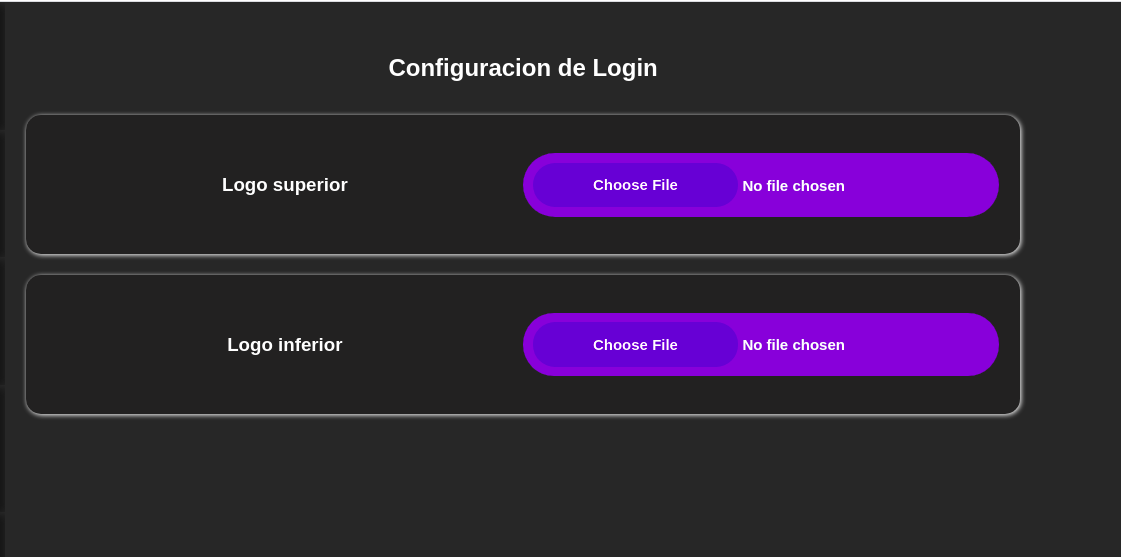 Configuracion de Login
Logo superior Choose File No file chosen
Logo inferior Choose File No file chosen